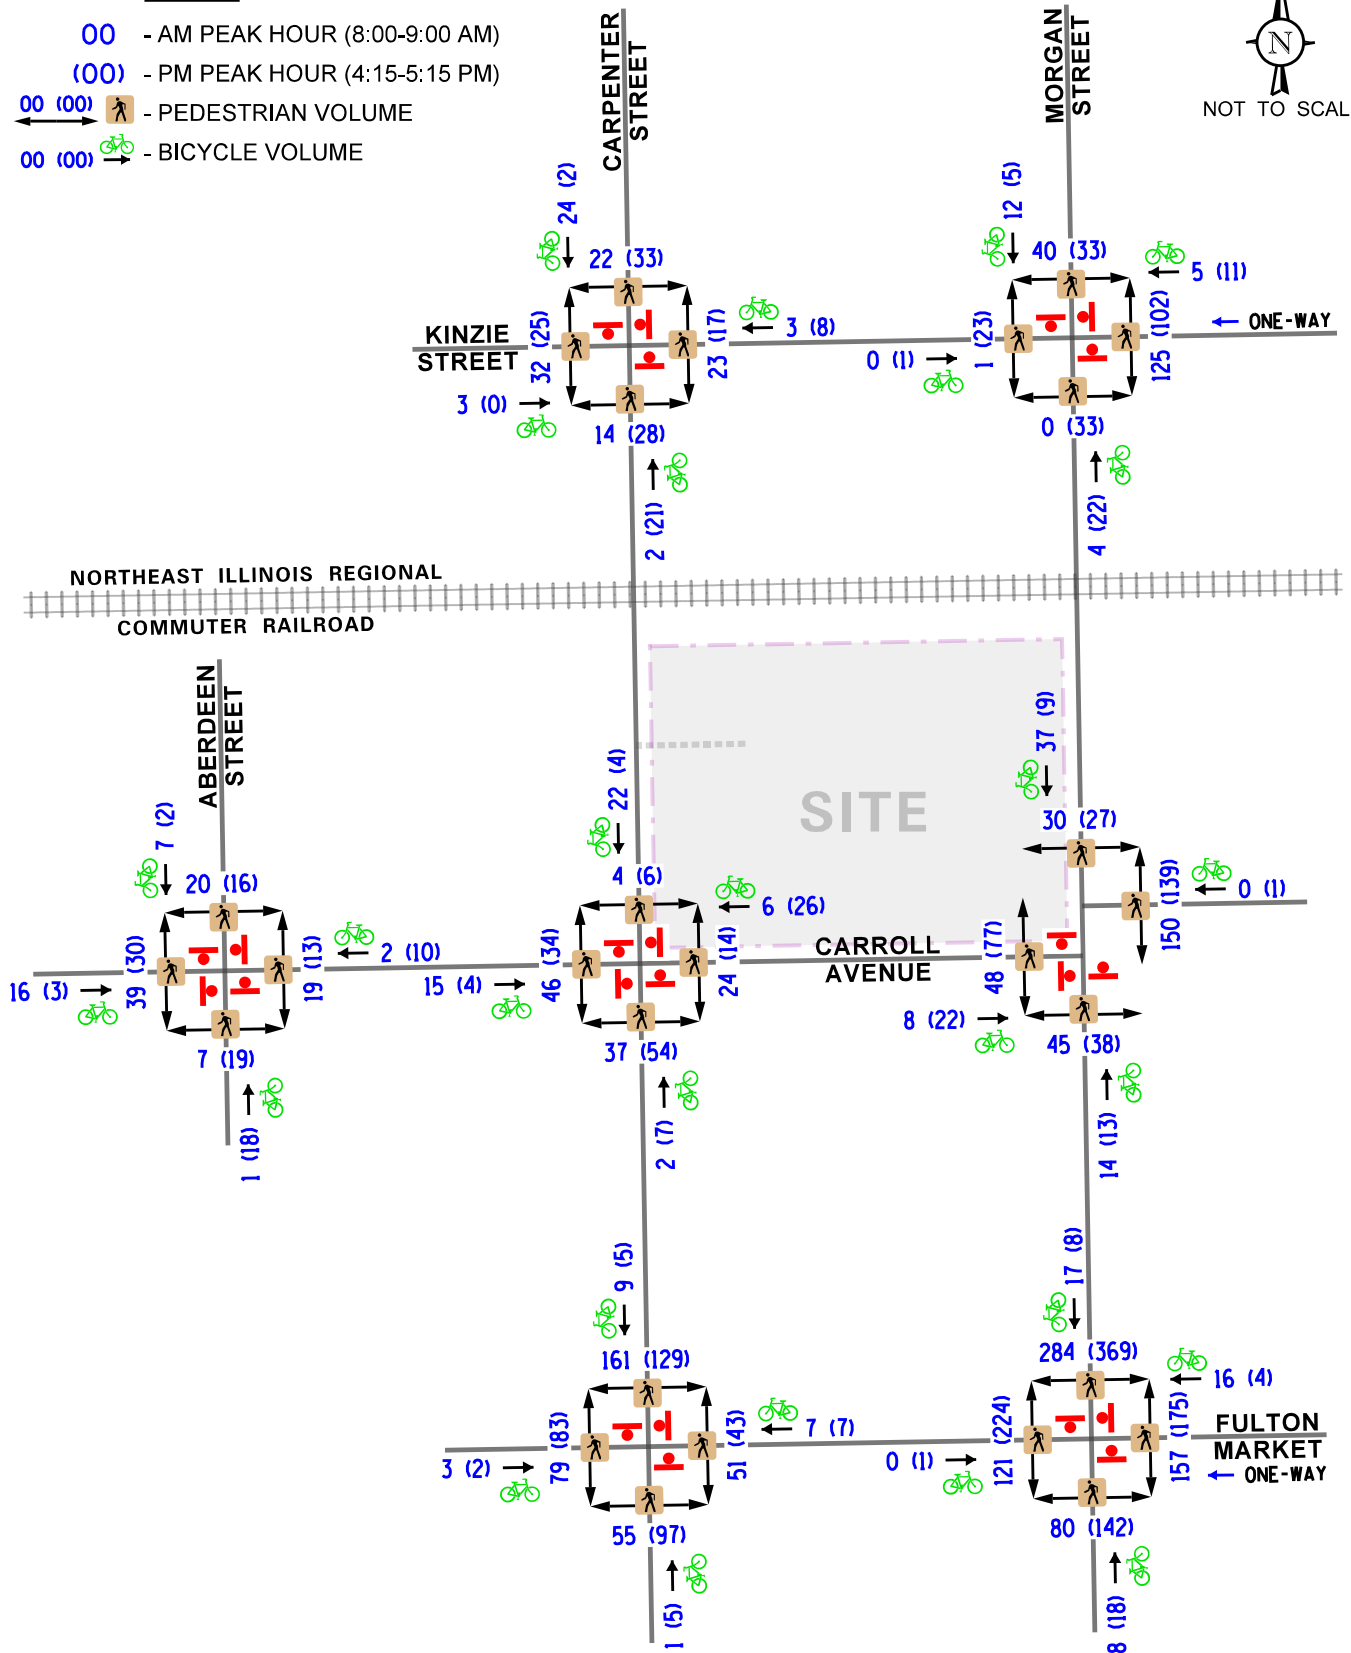 00 - AM PEAK HOUR (8:00-9:00 AM)
(00) - PM PEAK HOUR (4:15-5:15 PM)
00 (00) - PEDESTRIAN VOLUME
00 (00) - BICYCLE VOLUME
CARPENTER
STREET
MORGAN
STREET
N
NOT TO SCAL
24 (2)
22 (33)
12 (5)
40 (33)
5 (11)
KINZIE
STREET
32 (25)
23 (17)
3 (8)
0 (1)
1 (23)
125 (102)
ONE-WAY
3 (0)
14 (28)
0 (33)
2 (21)
4 (22)
NORTHEAST ILLINOIS REGIONAL
COMMUTER RAILROAD
ABERDEEN
STREET
SITE
37 (9)
22 (4)
30 (27)
7 (2)
20 (16)
4 (6)
6 (26)
150 (139)
0 (1)
16 (3)
39 (30)
19 (13)
2 (10)
15 (4)
46 (34)
24 (14)
CARROLL
AVENUE
48 (77)
8 (22)
7 (19)
37 (54)
45 (38)
1 (18)
2 (7)
14 (13)
9 (5)
17 (8)
161 (129)
284 (369)
16 (4)
3 (2)
79 (83)
51 (43)
7 (7)
0 (1)
121 (224)
157 (175)
FULTON
MARKET
ONE-WAY
55 (97)
80 (142)
1 (5)
8 (18)